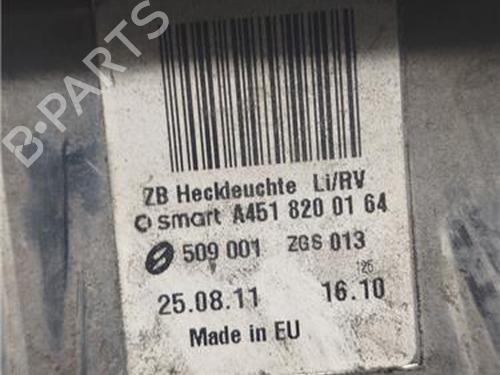 B-PARTS
ZB Heckleuchte Li/RV
smart A451 820 01 64
509 001 ZGS 013
125
25.08.11 16.10
Made in EU